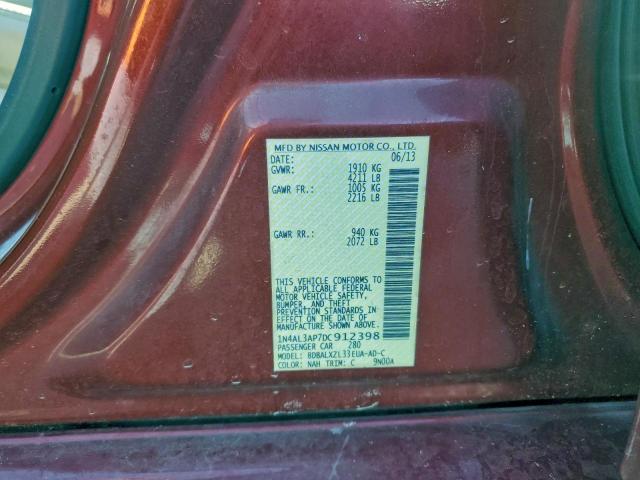 MFD BY NISSAN MOTOR CO., LTD.
DATE: 06/13
GVWR: 1910 KG
4211 LB
GAWR FR.: 1005 KG
2216 LB
GAWR RR.: 940 KG
2072 LB
THIS VEHICLE CONFORMS TO
ALL APPLICABLE FEDERAL
MOTOR VEHICLE SAFETY,
BUMPER, AND THEFT
PREVENTION STANDARDS
IN EFFECT ON THE DATE
OF MANUFACTURE
SHOWN ABOVE.
1N4AL3AP7DC912398
PASSENGER CAR 280
MODEL: BDBALXZL33EUA-AD-C
COLOR: NAH TRIM: C 9N00A